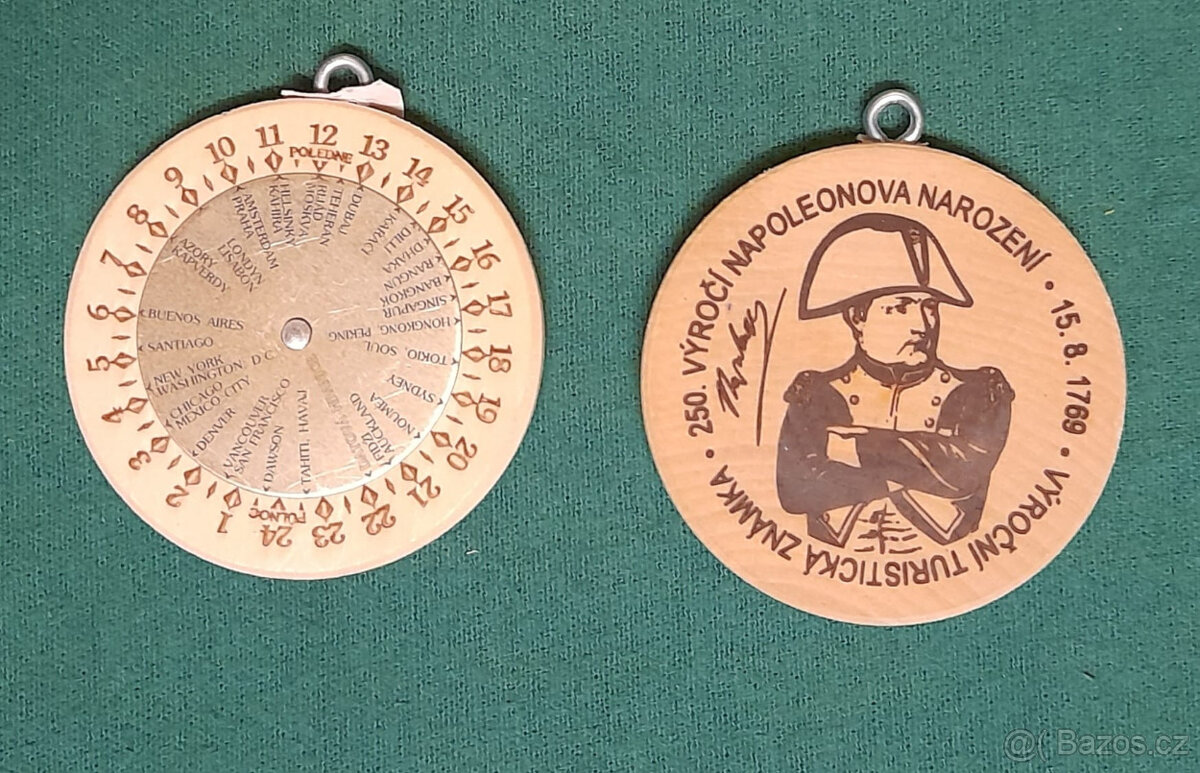 1 2 3 4 5 6 7 8 9 10 11 12 13 14 15 16 17 18 19 20 21 22 23 24
POLEDNE
PŮLNOC
DUBAJ
TEHERAN
RIJÁD
MOSKVA
HELSINKY
KÁHIRA
AMSTERDAM
PRAHA
LONDÝN
LISABON
AZORY
KAPVERDY
BUENOS AIRES
SANTIAGO
NEW YORK
WASHINGTON, D.C.
CHICAGO
MEXICO CITY
DENVER
VANCOUVER
SAN FRANCISCO
DAWSON
TAHITI, HAVAJ
FIDŽI
AUCKLAND
NOUMEA
SYDNEY
TOKIO, SOUL
HONGKONG, PEKING
SINGAPUR
BANGKOK
RANGUN
DHÁKA
DILLÍ
KARÁČÍ
250. VÝROČÍ NAPOLEONOVA NAROZENÍ • 15. 8. 1769 •
VÝROČNÍ TURISTICKÁ ZNÁMKA •
@( Bazos.cz